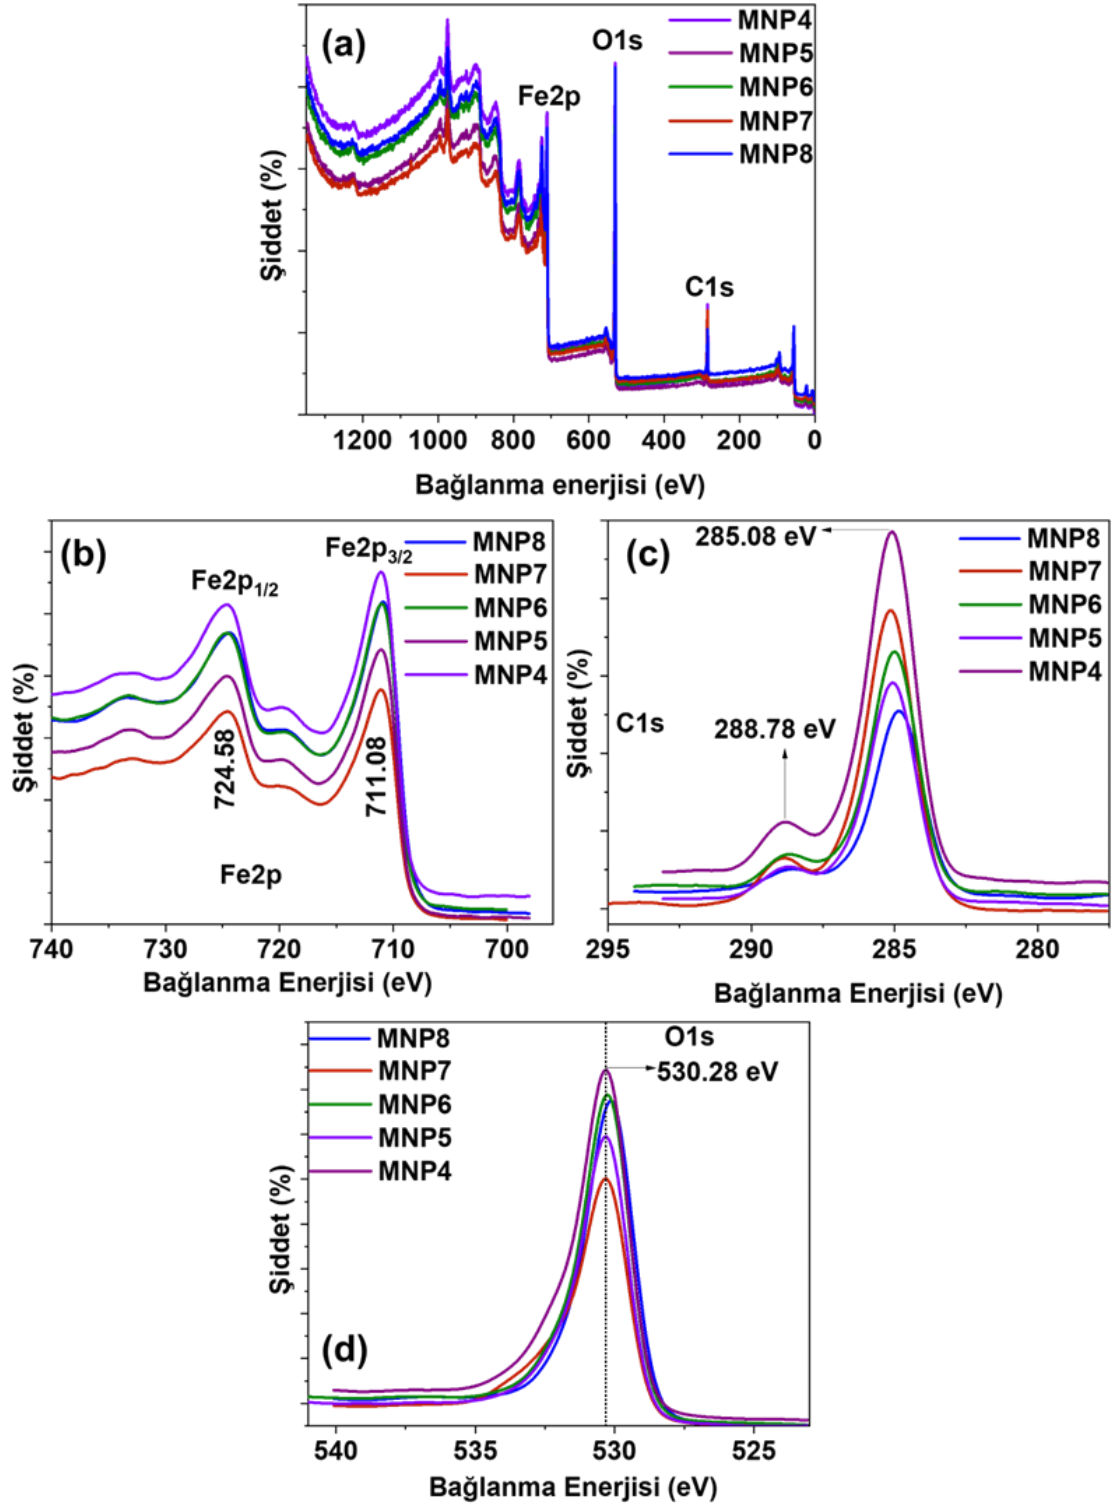 (a)
MNP4
MNP5
MNP6
MNP7
MNP8
O1s
Fe2p
C1s
Şiddet (%)
1200 1000 800 600 400 200 0
Bağlanma enerjisi (eV)
(b)
Fe2p1/2
Fe2p3/2
MNP8
MNP7
MNP6
MNP5
MNP4
724.58
711.08
Fe2p
Şiddet (%)
740 730 720 710 700
Bağlanma Enerjisi (eV)
(c)
285.08 eV
MNP8
MNP7
MNP6
MNP5
MNP4
C1s
288.78 eV
Şiddet (%)
295 290 285 280
Bağlanma Enerjisi (eV)
MNP8
MNP7
MNP6
MNP5
MNP4
O1s
530.28 eV
(d)
Şiddet (%)
540 535 530 525
Bağlanma Enerjisi (eV)